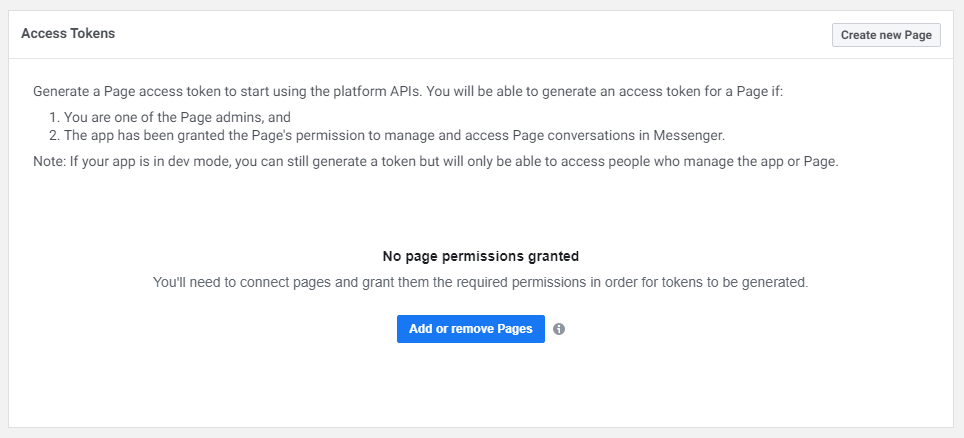 Access Tokens
Create new Page
Generate a Page access token to start using the platform APIs. You will be able to generate an access token for a Page if:
1. You are one of the Page admins, and
2. The app has been granted the Page's permission to manage and access Page conversations in Messenger.
Note: If your app is in dev mode, you can still generate a token but will only be able to access people who manage the app or Page.
No page permissions granted
You'll need to connect pages and grant them the required permissions in order for tokens to be generated.
Add or remove Pages